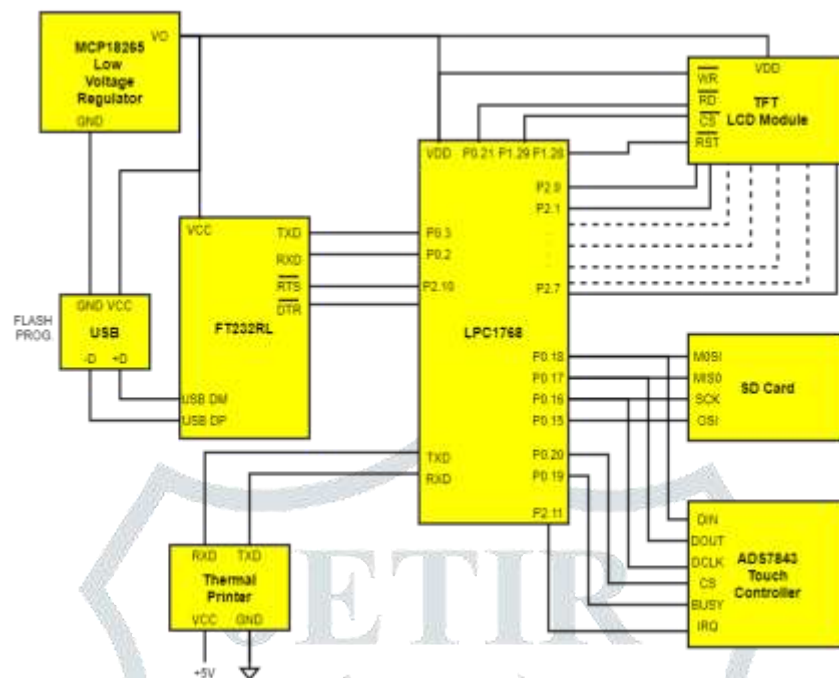 MCP18265
Low
Voltage
Regulator
VO
GND
VDD
WR
RD
CS
RST
TFT
LCD Module
VDD
P0.21
P1.29
P1.28
P2.0
P2.1
P2.7
VCC
TXD
RXD
RTS
DTR
FT232RL
USB DM
USB DP
P0.3
P0.2
P2.10
LPC1768
FLASH
PROG.
GND VCC
USB
-D +D
P0.18
P0.17
P0.16
P0.15
P0.20
P0.19
P2.11
TXD
RXD
MOSI
MISO
SCK
OSI
SD Card
DIN
DOUT
DCLK
CS
BUSY
IRQ
ADS7843
Touch
Controller
RXD TXD
Thermal
Printer
VCC GND
+5V
JETIR